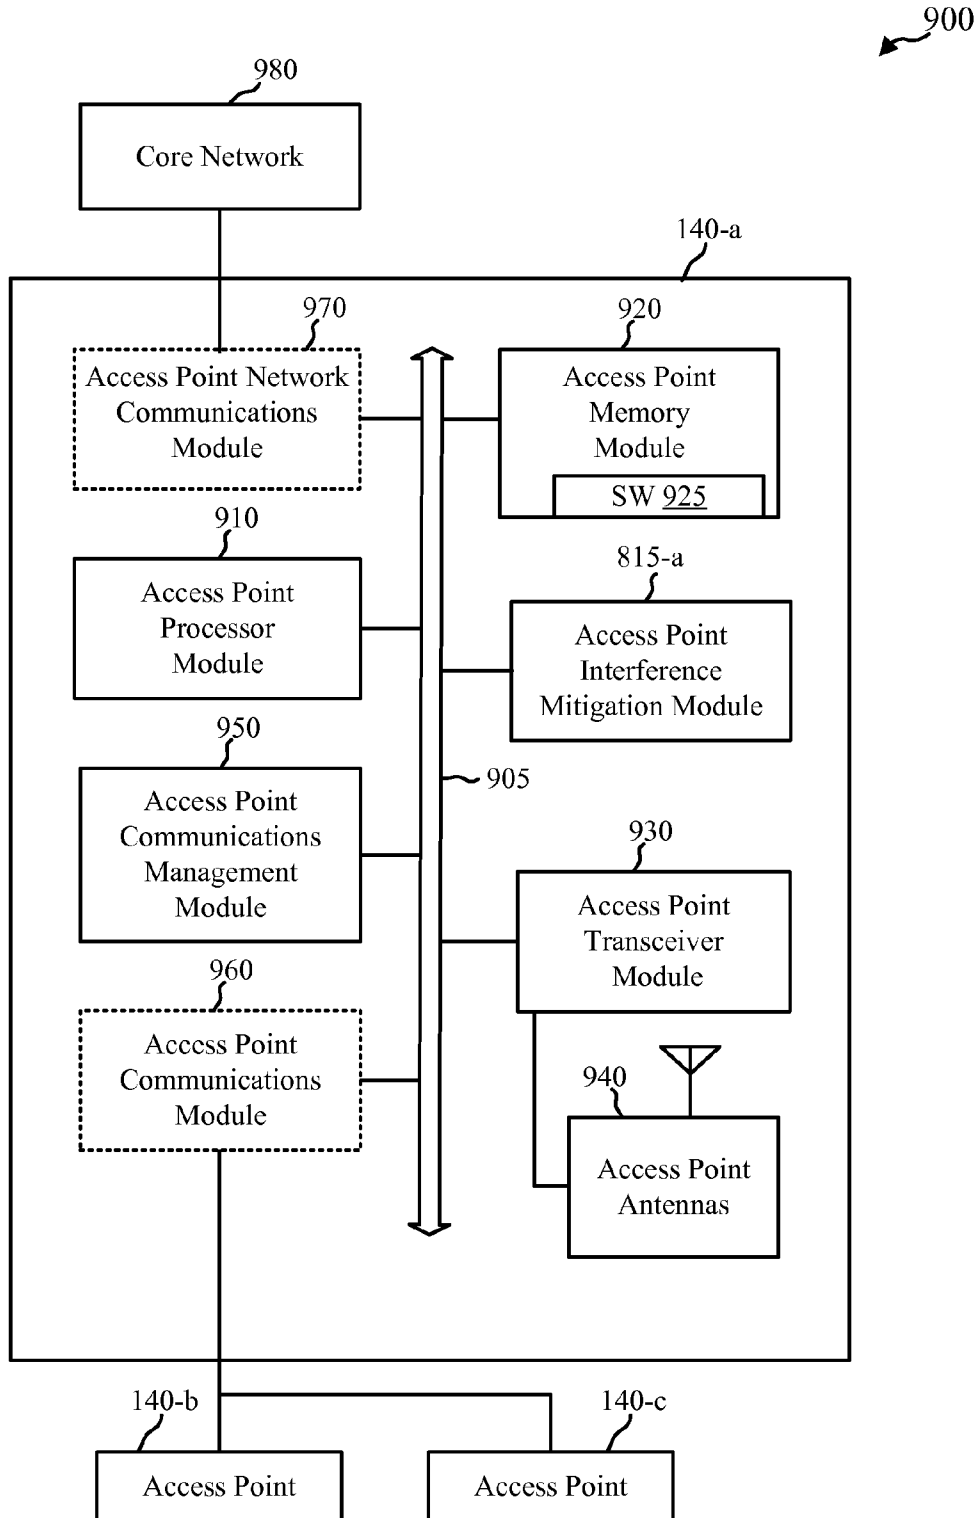 900
980
Core Network
140-a
970
Access Point Network
Communications
Module
920
Access Point
Memory
Module
SW 925
910
Access Point
Processor
Module
815-a
Access Point
Interference
Mitigation Module
950
Access Point
Communications
Management
Module
905
930
Access Point
Transceiver
Module
960
Access Point
Communications
Module
940
Access Point
Antennas
140-b
Access Point
140-c
Access Point